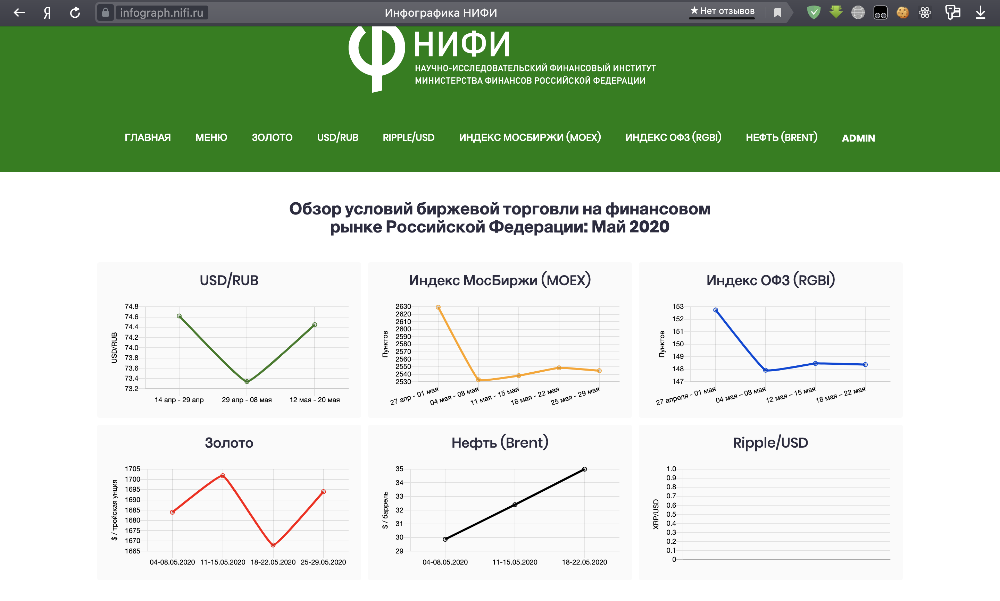 Я
infograph.nifi.ru
Инфографика НИФИ
★Нет отзывов
НИФИ
НАУЧНО-ИССЛЕДОВАТЕЛЬСКИЙ ФИНАНСОВЫЙ ИНСТИТУТ
МИНИСТЕРСТВА ФИНАНСОВ РОССИЙСКОЙ ФЕДЕРАЦИИ
ГЛАВНАЯ МЕНЮ ЗОЛОТО USD/RUB RIPPLE/USD ИНДЕКС МОСБИРЖИ (MOEX) ИНДЕКС ОФЗ (RGBI) НЕФТЬ (BRENT) ADMIN
Обзор условий биржевой торговли на финансовом
рынке Российской Федерации: Май 2020
USD/RUB
USD/RUB
74.8
74.6
74.4
74.2
74.0
73.8
73.6
73.4
73.2
14 апр - 29 апр 29 апр - 08 мая 12 мая - 20 мая
Индекс МосБиржи (MOEX)
Пунктов
2630
2620
2610
2600
2590
2580
2570
2560
2550
2540
2530
27 апр - 01 мая
04 мая - 08 мая
11 мая - 15 мая
18 мая - 22 мая
25 мая - 29 мая
Индекс ОФЗ (RGBI)
Пунктов
153
152
151
150
149
148
147
27 апреля - 01 мая
04 мая – 08 мая
12 мая – 15 мая
18 мая – 22 мая
Золото
$ / тройская унция
1705
1700
1695
1690
1685
1680
1675
1670
1665
04-08.05.2020 11-15.05.2020 18-22.05.2020 25-29.05.2020
Нефть (Brent)
$ / баррель
35
34
33
32
31
30
29
04-08.05.2020 11-15.05.2020 18-22.05.2020
Ripple/USD
XRP/USD
1.0
0.9
0.8
0.7
0.6
0.5
0.4
0.3
0.2
0.1
0